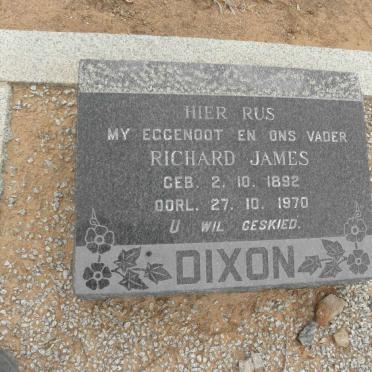 HIER RUS
MY EGGENOOT EN ONS VADER
RICHARD JAMES
GEB. 2. 10. 1892
OORL. 27. 10. 1970
U WIL GESKIED.
DIXON